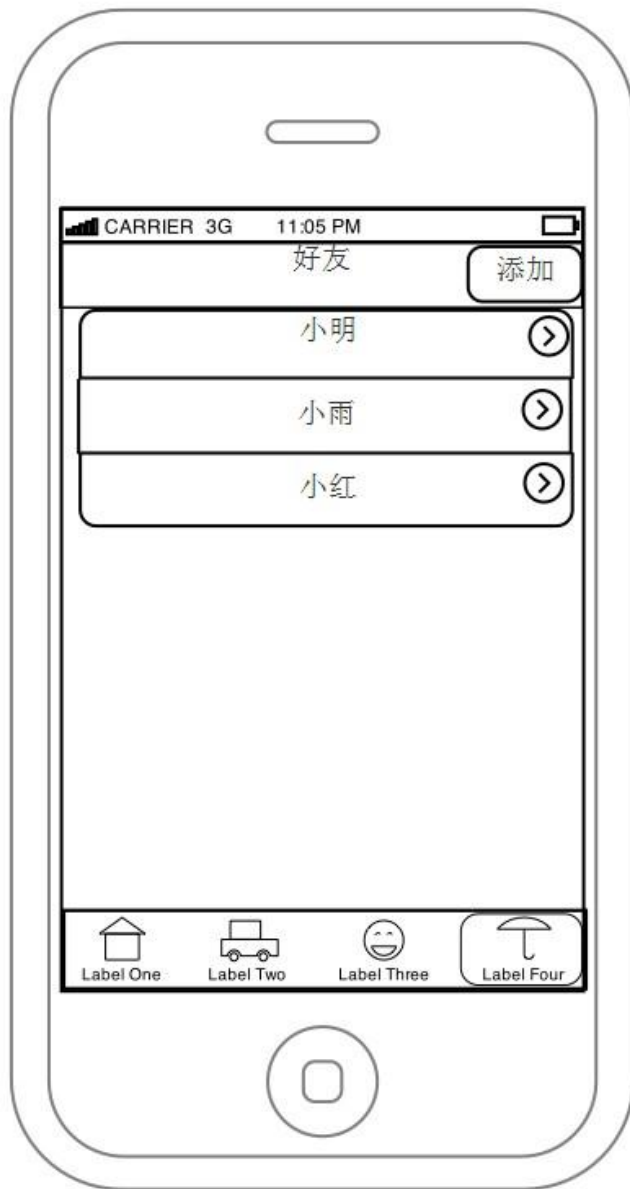 CARRIER 3G 11:05 PM
好友 添加
小明
小雨
小红
Label One Label Two Label Three Label Four